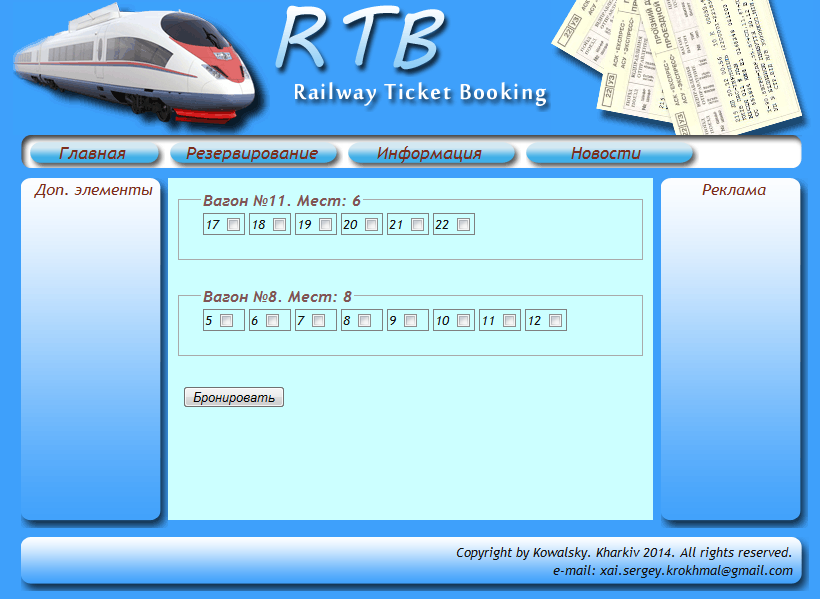 RTB
Railway Ticket Booking
Главная
Резервирование
Информация
Новости
Доп. элементы
Вагон №11. Мест: 6
17 18 19 20 21 22
Вагон №8. Мест: 8
5 6 7 8 9 10 11 12
Бронировать
Реклама
Copyright by Kowalsky. Kharkiv 2014. All rights reserved.
e-mail: xai.sergey.krokhmal@gmail.com